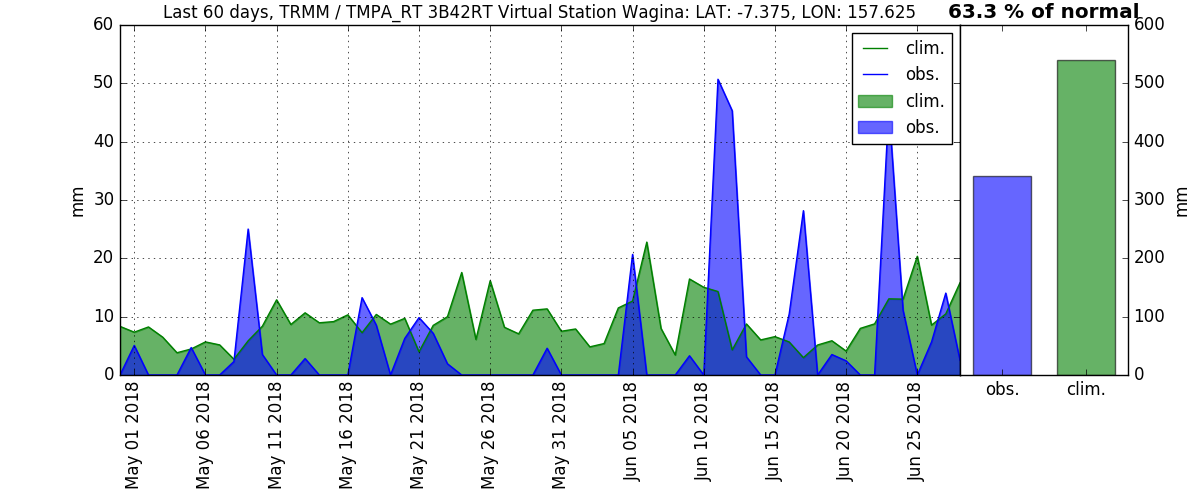 Last 60 days, TRMM / TMPA_RT 3B42RT Virtual Station Wagina: LAT: -7.375, LON: 157.625
63.3 % of normal
60
50
40
30
20
10
0
mm
clim.
obs.
clim.
obs.
May 01 2018
May 06 2018
May 11 2018
May 16 2018
May 21 2018
May 26 2018
May 31 2018
Jun 05 2018
Jun 10 2018
Jun 15 2018
Jun 20 2018
Jun 25 2018
600
500
400
300
200
100
0
mm
obs.
clim.